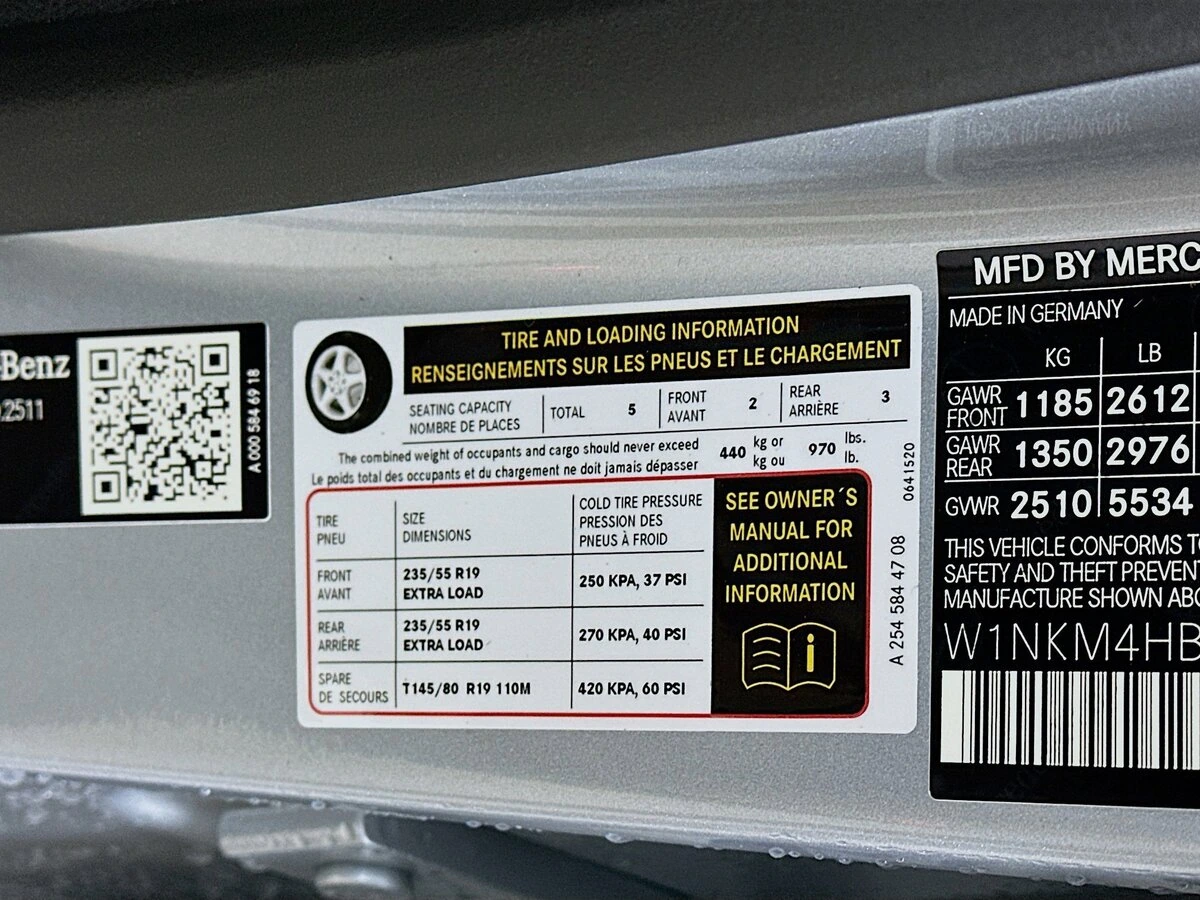 -Benz
.2511
A 000 584 69 18
TIRE AND LOADING INFORMATION
RENSEIGNEMENTS SUR LES PNEUS ET LE CHARGEMENT
SEATING CAPACITY
NOMBRE DE PLACES
TOTAL 5
FRONT
AVANT
2
REAR
ARRIÈRE
3
The combined weight of occupants and cargo should never exceed
Le poids total des occupants et du chargement ne doit jamais dépasser
440 kg or
kg ou
970 lbs.
lb.
TIRE
PNEU
SIZE
DIMENSIONS
COLD TIRE PRESSURE
PRESSION DES
PNEUS À FROID
FRONT
AVANT
235/55 R19
EXTRA LOAD
250 KPA, 37 PSI
REAR
ARRIÈRE
235/55 R19
EXTRA LOAD
270 KPA, 40 PSI
SPARE
DE SECOURS
T145/80 R19 110M
420 KPA, 60 PSI
SEE OWNER´S
MANUAL FOR
ADDITIONAL
INFORMATION
i
0641520
A 254 584 47 08
MFD BY MERC
MADE IN GERMANY
KG LB
GAWR
FRONT
1185 2612
GAWR
REAR
1350 2976
GVWR 2510 5534
THIS VEHICLE CONFORMS TO
SAFETY AND THEFT PREVENT
MANUFACTURE SHOWN ABO
W1NKM4HB